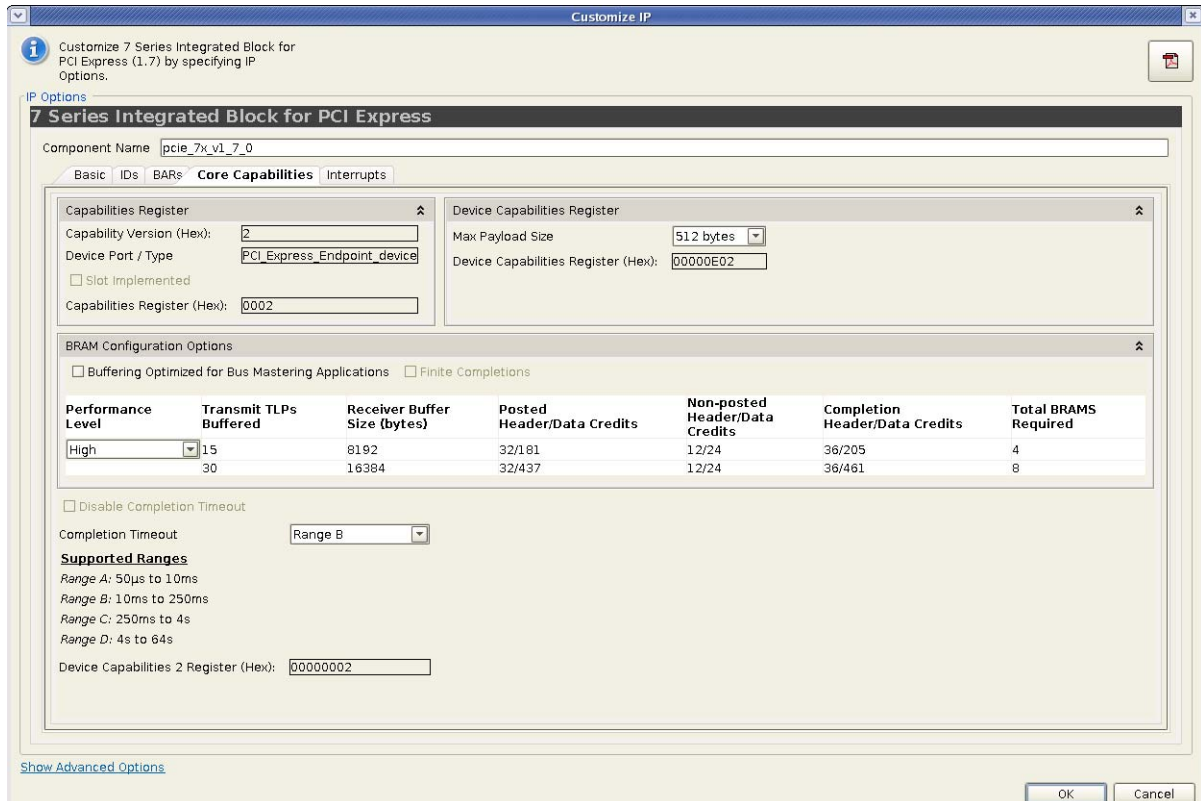 Customize IP
Customize 7 Series Integrated Block for
PCI Express (1.7) by specifying IP
Options.
IP Options
7 Series Integrated Block for PCI Express
Component Name pcie_7x_v1_7_0
Basic IDs BARs Core Capabilities Interrupts
Capabilities Register
Capability Version (Hex): 2
Device Port / Type PCI_Express_Endpoint_device
Slot Implemented
Capabilities Register (Hex): 0002
Device Capabilities Register
Max Payload Size 512 bytes
Device Capabilities Register (Hex): 00000E02
BRAM Configuration Options
Buffering Optimized for Bus Mastering Applications Finite Completions
Performance Level Transmit TLPs Buffered Receiver Buffer Size (bytes) Posted Header/Data Credits Non-posted Header/Data Credits Completion Header/Data Credits Total BRAMS Required
High 15 8192 32/181 12/24 36/205 4
30 16384 32/437 12/24 36/461 8
Disable Completion Timeout
Completion Timeout Range B
Supported Ranges
Range A: 50µs to 10ms
Range B: 10ms to 250ms
Range C: 250ms to 4s
Range D: 4s to 64s
Device Capabilities 2 Register (Hex): 00000002
Show Advanced Options
OK Cancel